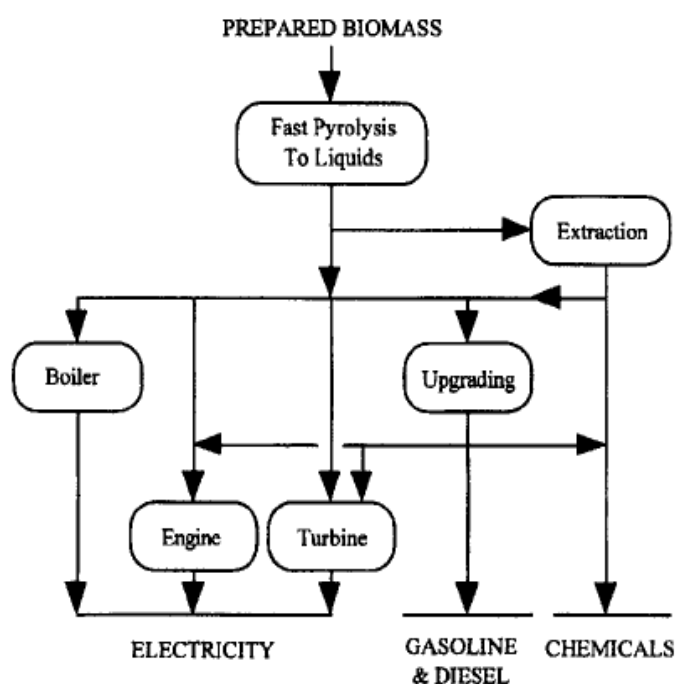 PREPARED BIOMASS
Fast Pyrolysis
To Liquids
Extraction
Boiler
Upgrading
Engine
Turbine
ELECTRICITY
GASOLINE
& DIESEL
CHEMICALS